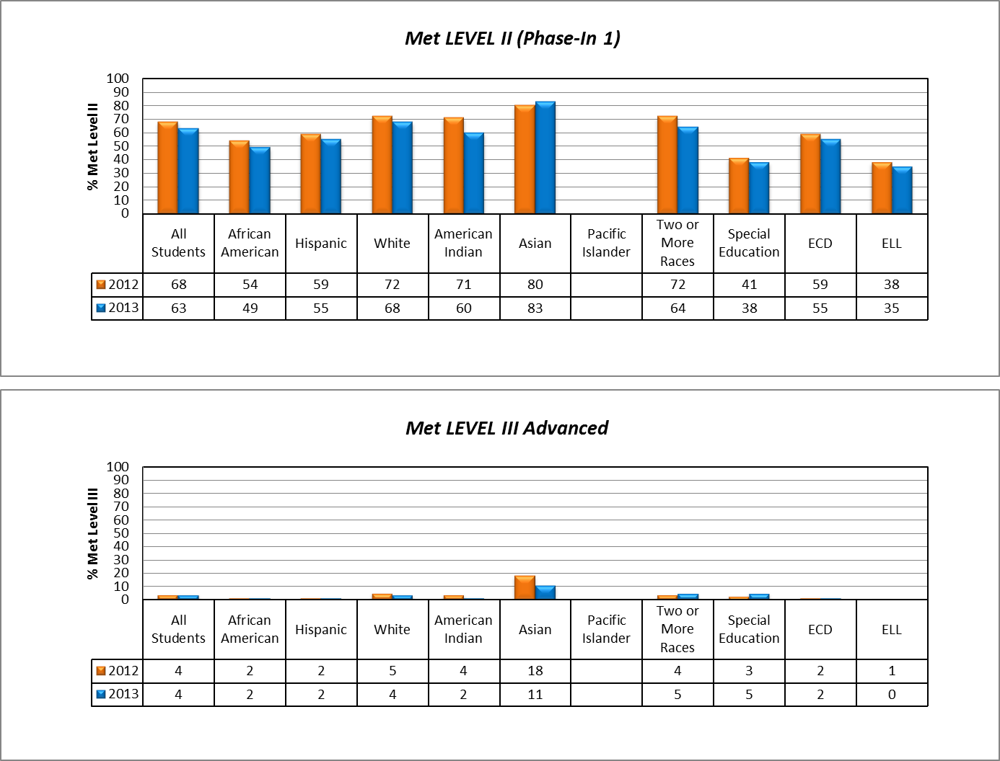 Met LEVEL II (Phase-In 1)
% Met Level II
100
90
80
70
60
50
40
30
20
10
0
All Students African American Hispanic White American Indian Asian Pacific Islander Two or More Races Special Education ECD ELL
2012 68 54 59 72 71 80 72 41 59 38
2013 63 49 55 68 60 83 64 38 55 35
Met LEVEL III Advanced
% Met Level III
100
90
80
70
60
50
40
30
20
10
0
All Students African American Hispanic White American Indian Asian Pacific Islander Two or More Races Special Education ECD ELL
2012 4 2 2 5 4 18 4 3 2 1
2013 4 2 2 4 2 11 5 5 2 0